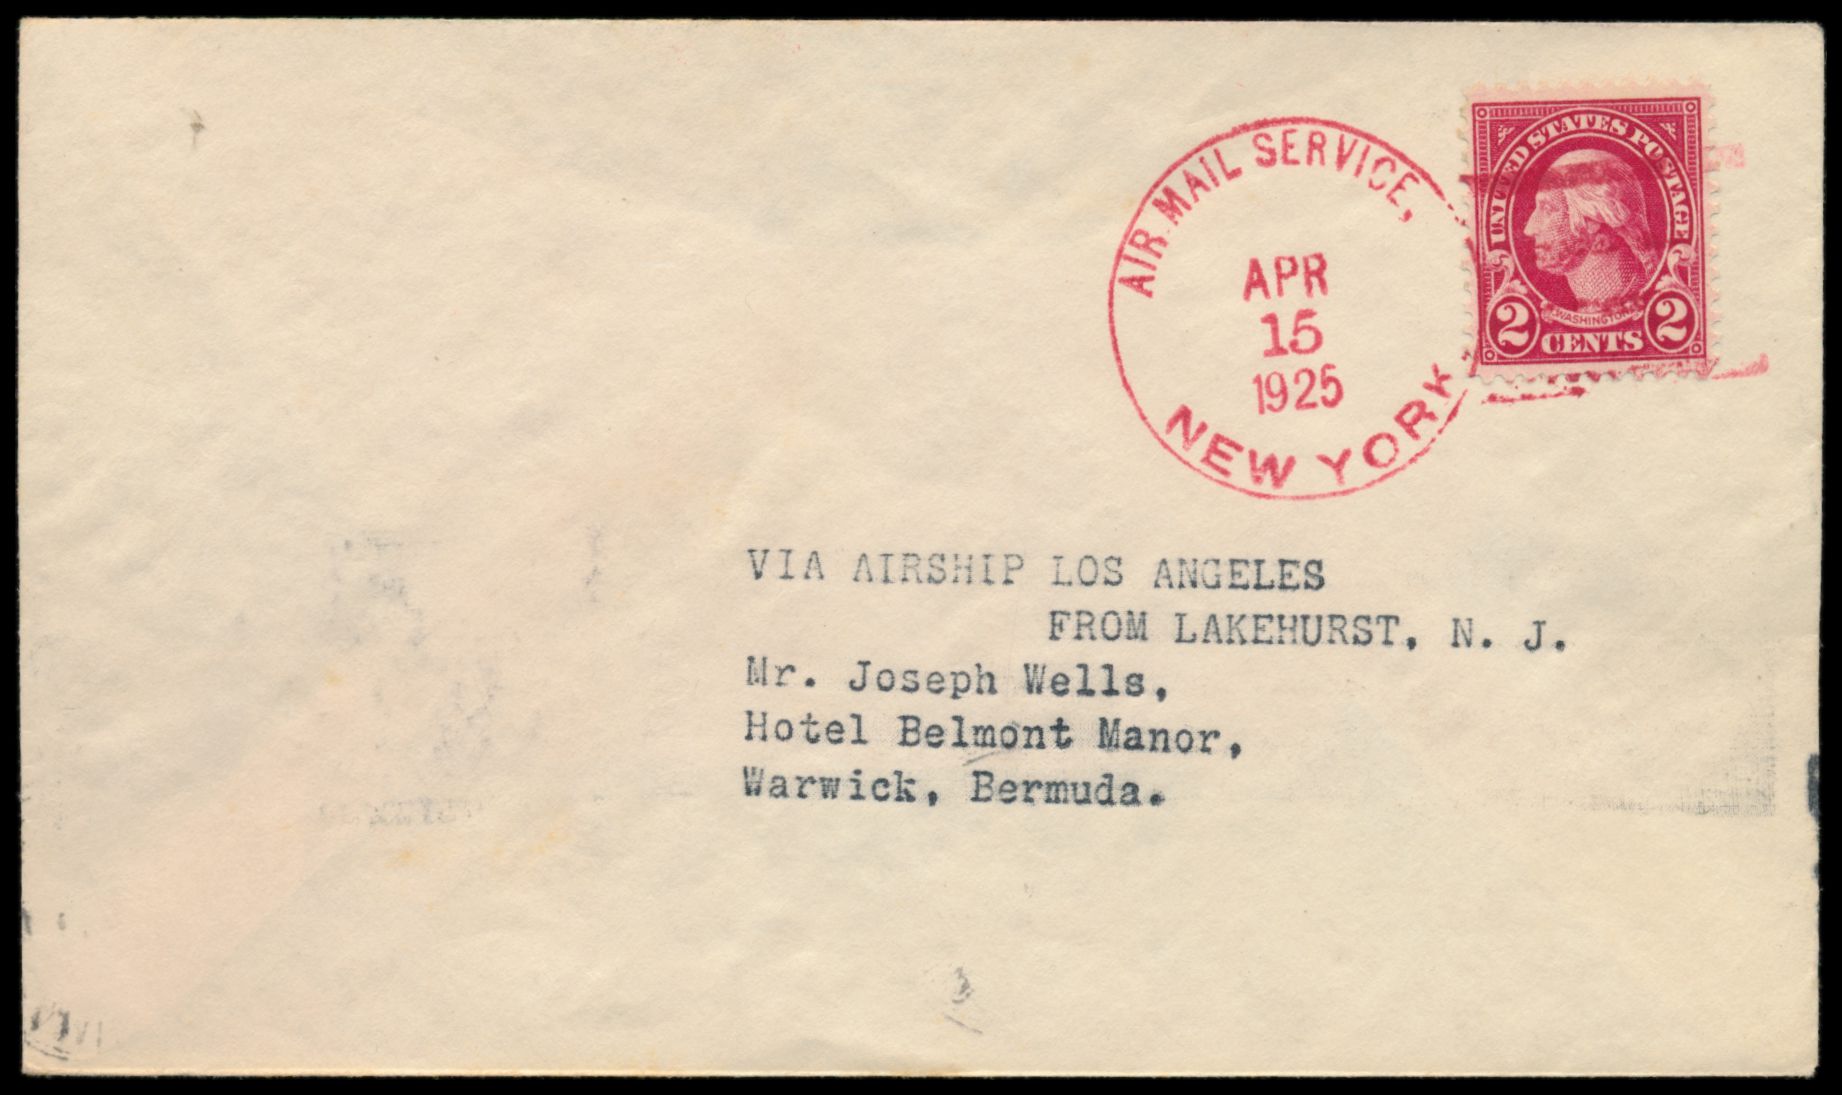 AIR MAIL SERVICE,
APR
15
1925
NEW YORK
UNITED STATES POSTAGE
WASHINGTON
2 CENTS 2
VIA AIRSHIP LOS ANGELES
FROM LAKEHURST, N. J.
Mr. Joseph Wells,
Hotel Belmont Manor,
Warwick, Bermuda.